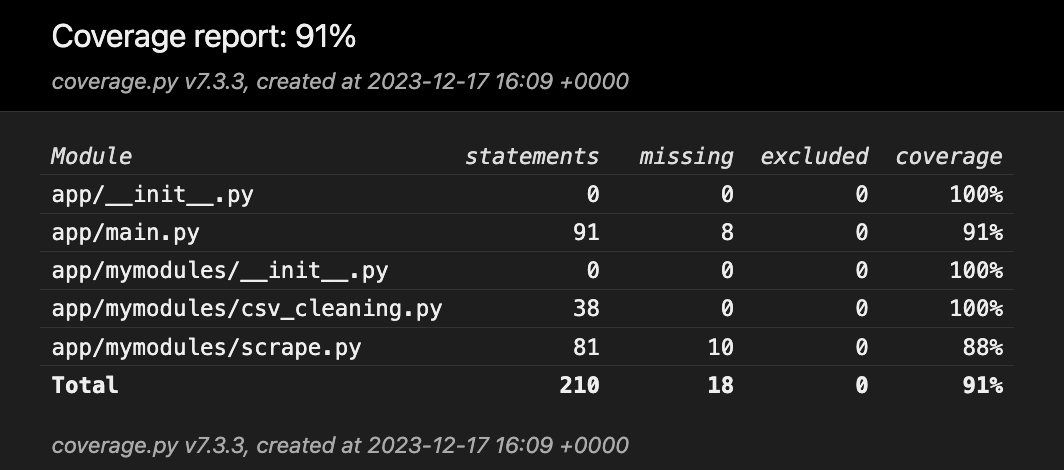 Coverage report: 91%
coverage.py v7.3.3, created at 2023-12-17 16:09 +0000
Module statements missing excluded coverage
app/__init__.py 0 0 0 100%
app/main.py 91 8 0 91%
app/mymodules/__init__.py 0 0 0 100%
app/mymodules/csv_cleaning.py 38 0 0 100%
app/mymodules/scrape.py 81 10 0 88%
Total 210 18 0 91%
coverage.py v7.3.3, created at 2023-12-17 16:09 +0000